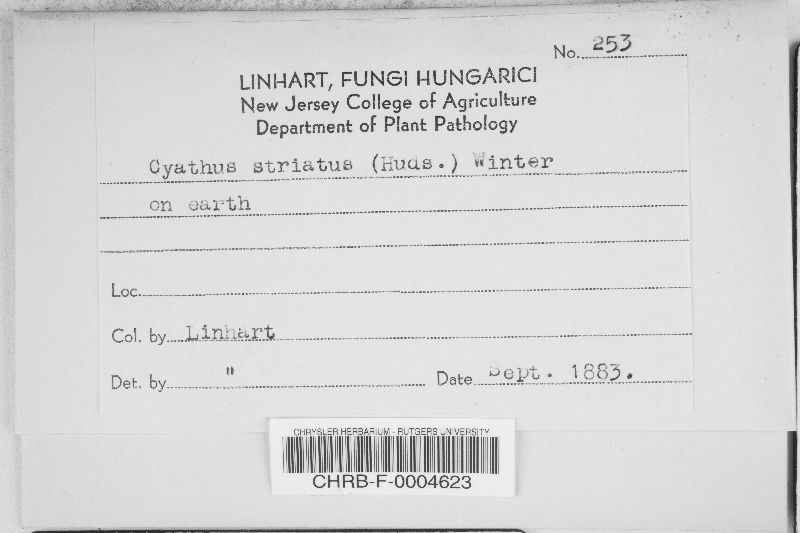 No. 253
LINHART, FUNGI HUNGARICI
New Jersey College of Agriculture
Department of Plant Pathology
Cyathus striatus (Huds.) Winter
on earth
Loc.
Col. by Linhart
Det. by " Date Sept. 1883.
CHRYSLER HERBARIUM - RUTGERS UNIVERSITY
CHRB-F-0004623